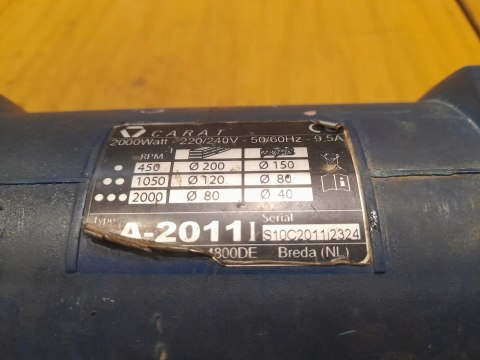 CARAT CE
2000Watt - 220/240V - 50/60Hz - 9,5A
RPM
• 450 Ø 200 Ø 150
•• 1050 Ø 120 Ø 80
••• 2000 Ø 80 Ø 40
Type Serial
A-2011 S10C2011/2324
4800DE Breda (NL)